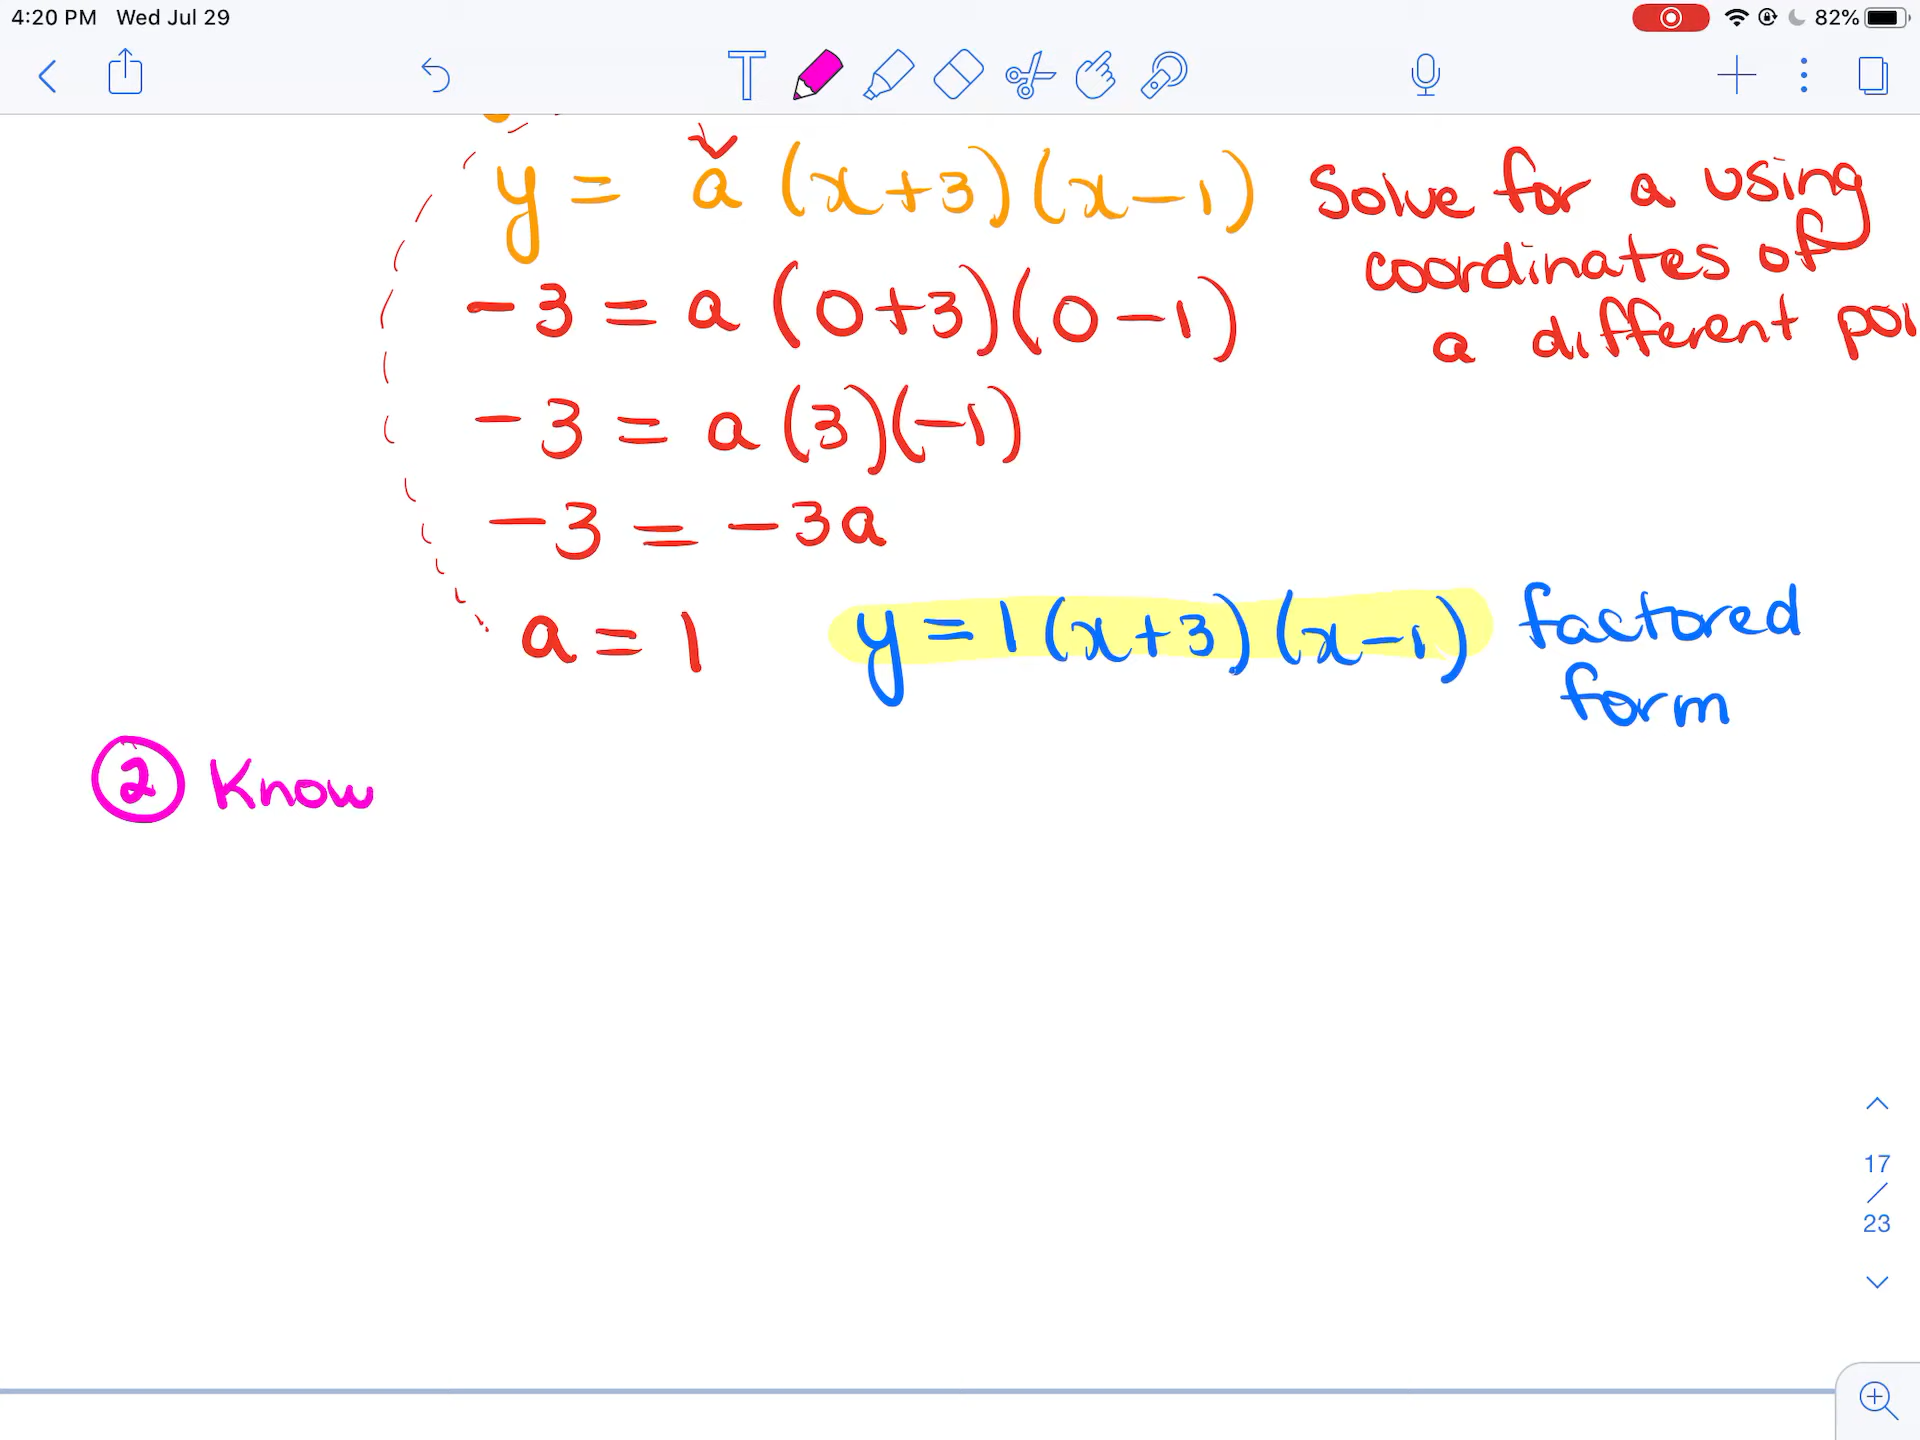 4:20 PM Wed Jul 29
82%
T
y = a (x+3)(x-1) Solve for a using
coordinates of
-3 = a (0+3)(0-1)
a different poi
-3 = a (3)(-1)
-3 = -3a
a = 1 y = 1 (x+3)(x-1) factored
form
2 Know
17
/
23